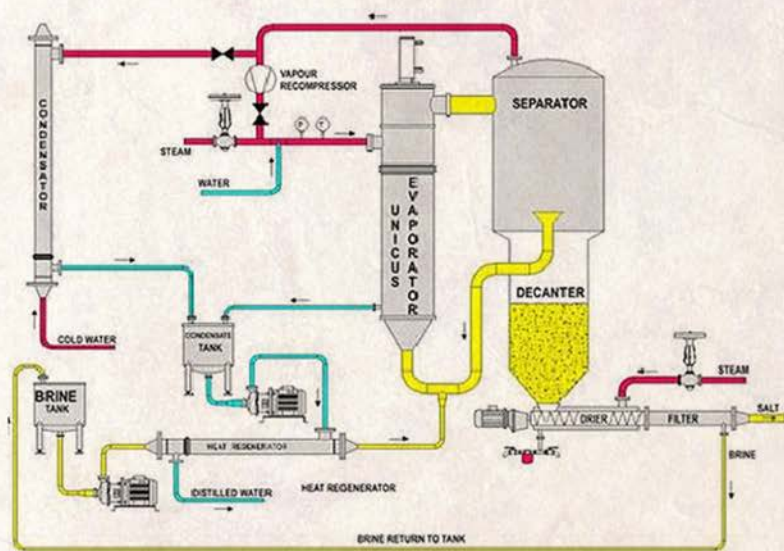 CONDENSATOR
VAPOUR
RECOMPRESSOR
SEPARATOR
P
T
STEAM
WATER
UNICUS
EVAPORATOR
DECANTER
COLD WATER
CONDENSATE
TANK
STEAM
BRINE
TANK
DRIER
FILTER
SALT
HEAT REGENERATOR
BRINE
DISTILLED WATER
HEAT REGENERATOR
BRINE RETURN TO TANK